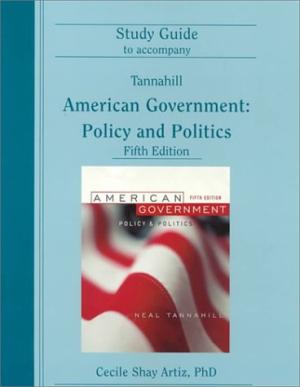 Study Guide
to accompany
Tannahill
American Government:
Policy and Politics
Fifth Edition
AMERICAN
FIFTH EDITION
GOVERNMENT
POLICY & POLITICS
NEAL TANNAHILL
Cecile Shay Artiz, PhD